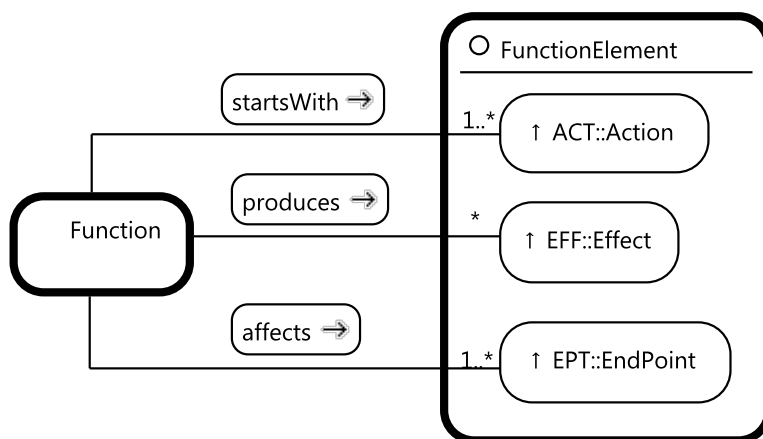 FunctionElement
startsWith
1..*
↑ ACT::Action
produces
*
Function
↑ EFF::Effect
affects
1..*
↑ EPT::EndPoint